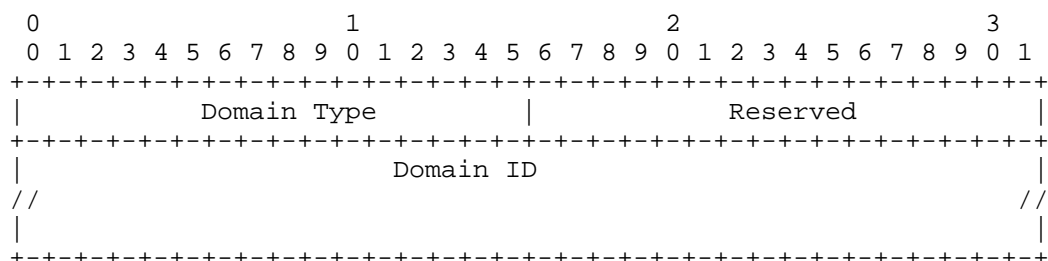 0                   1                   2                   3
 0 1 2 3 4 5 6 7 8 9 0 1 2 3 4 5 6 7 8 9 0 1 2 3 4 5 6 7 8 9 0 1
+-+-+-+-+-+-+-+-+-+-+-+-+-+-+-+-+-+-+-+-+-+-+-+-+-+-+-+-+-+-+-+-+
|           Domain Type         |            Reserved           |
+-+-+-+-+-+-+-+-+-+-+-+-+-+-+-+-+-+-+-+-+-+-+-+-+-+-+-+-+-+-+-+-+
|                       Domain ID                               |
//                                                             //
|                                                               |
+-+-+-+-+-+-+-+-+-+-+-+-+-+-+-+-+-+-+-+-+-+-+-+-+-+-+-+-+-+-+-+-+